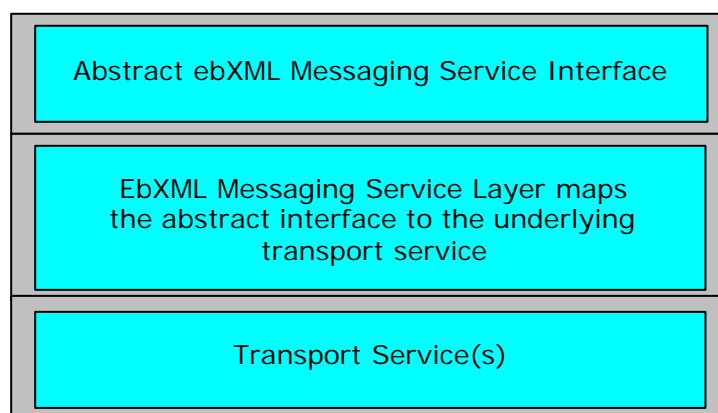 Abstract ebXML Messaging Service Interface
EbXML Messaging Service Layer maps
the abstract interface to the underlying
transport service
Transport Service(s)